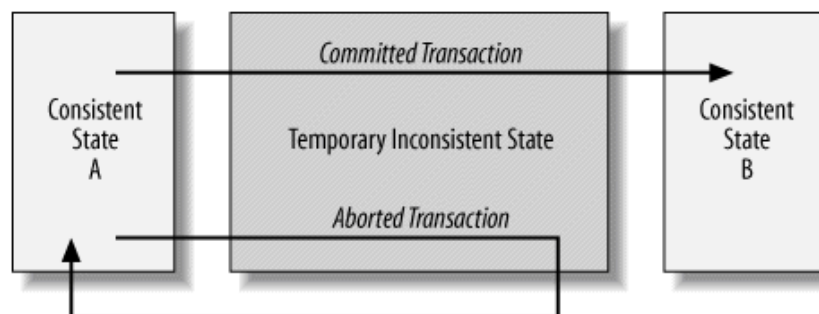 Committed Transaction
Consistent
State
A
Temporary Inconsistent State
Consistent
State
B
Aborted Transaction